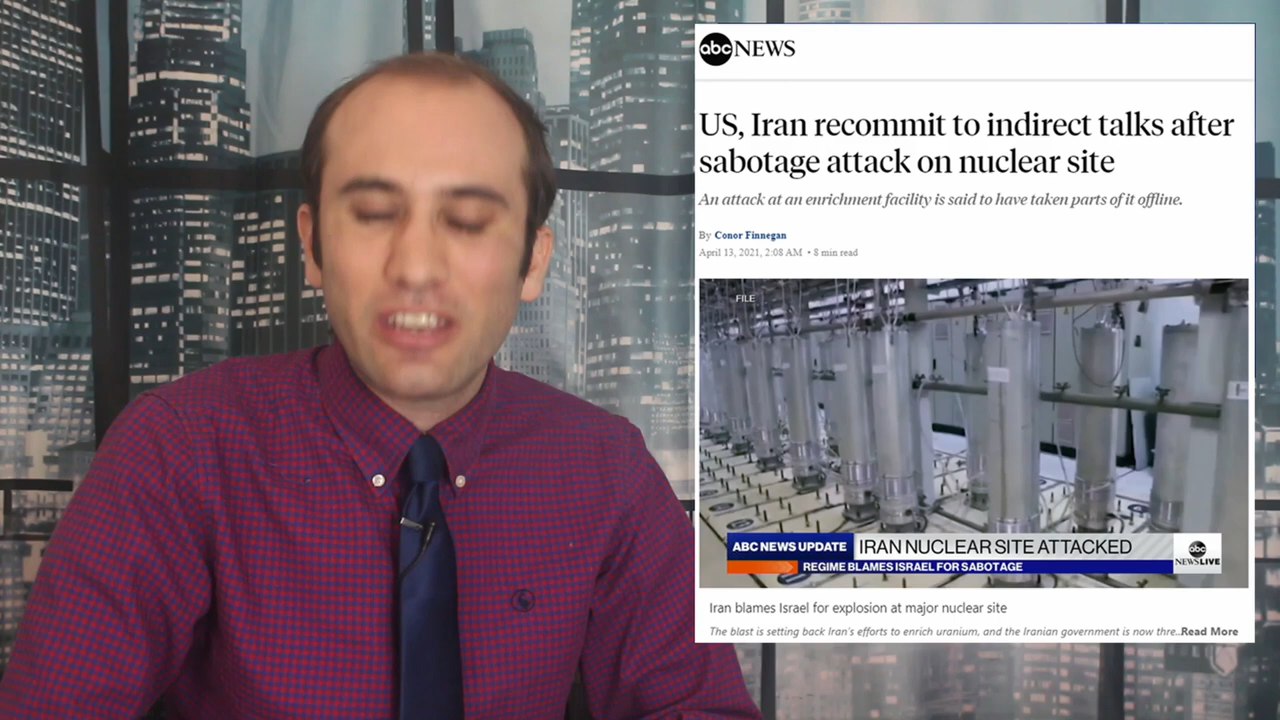 abc NEWS
US, Iran recommit to indirect talks after
sabotage attack on nuclear site
An attack at an enrichment facility is said to have taken parts of it offline.
By Conor Finnegan
April 13, 2021, 2:08 AM • 8 min read
FILE
ABC NEWS UPDATE
IRAN NUCLEAR SITE ATTACKED
REGIME BLAMES ISRAEL FOR SABOTAGE
abc
NEWSLIVE
Iran blames Israel for explosion at major nuclear site
The blast is setting back Iran's efforts to enrich uranium, and the Iranian government is now thre...Read More